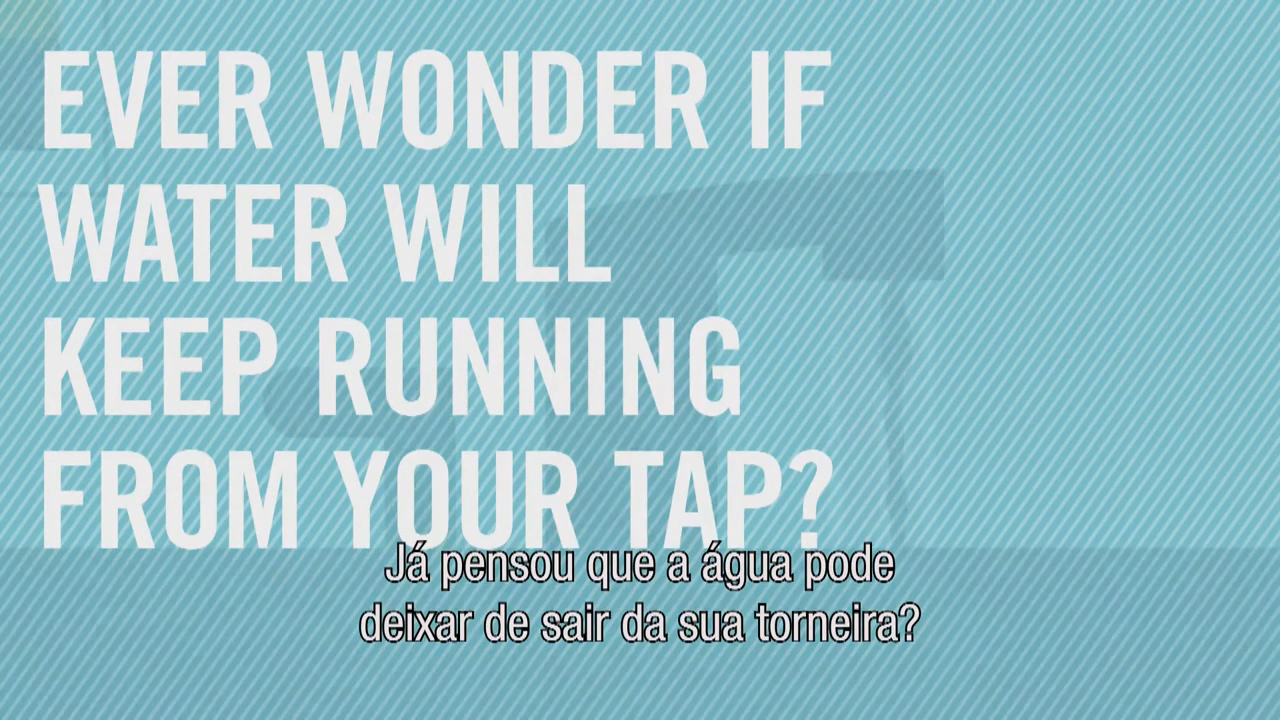 EVER WONDER IF
WATER WILL
KEEP RUNNING
FROM YOUR TAP?
Já pensou que a água pode
deixar de sair da sua torneira?